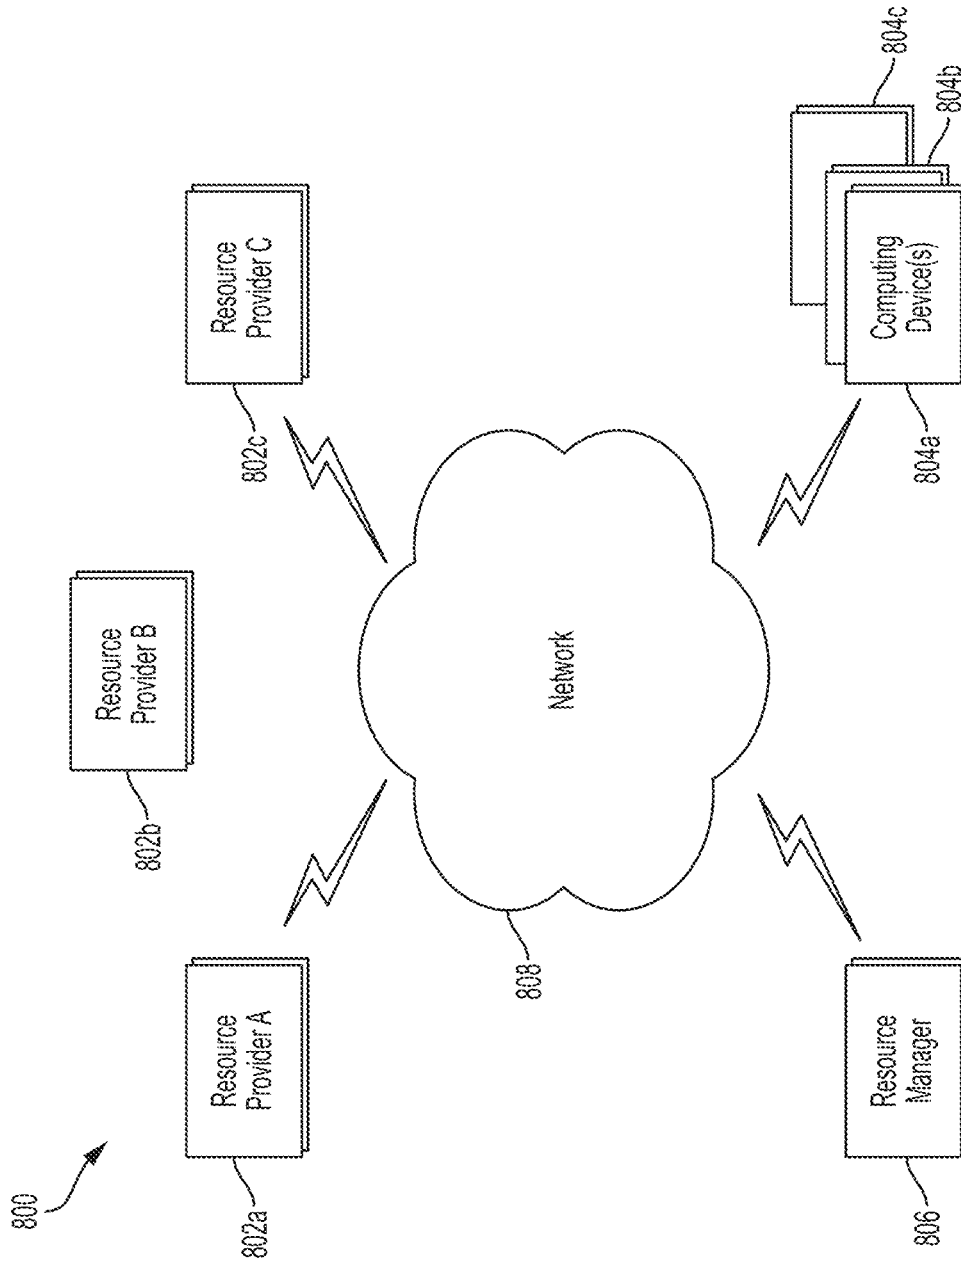 800
Resource
Provider B
802b
Resource
Provider A
802a
Resource
Provider C
802c
Network
808
Resource
Manager
806
Computing
Device(s)
804a
804b
804c